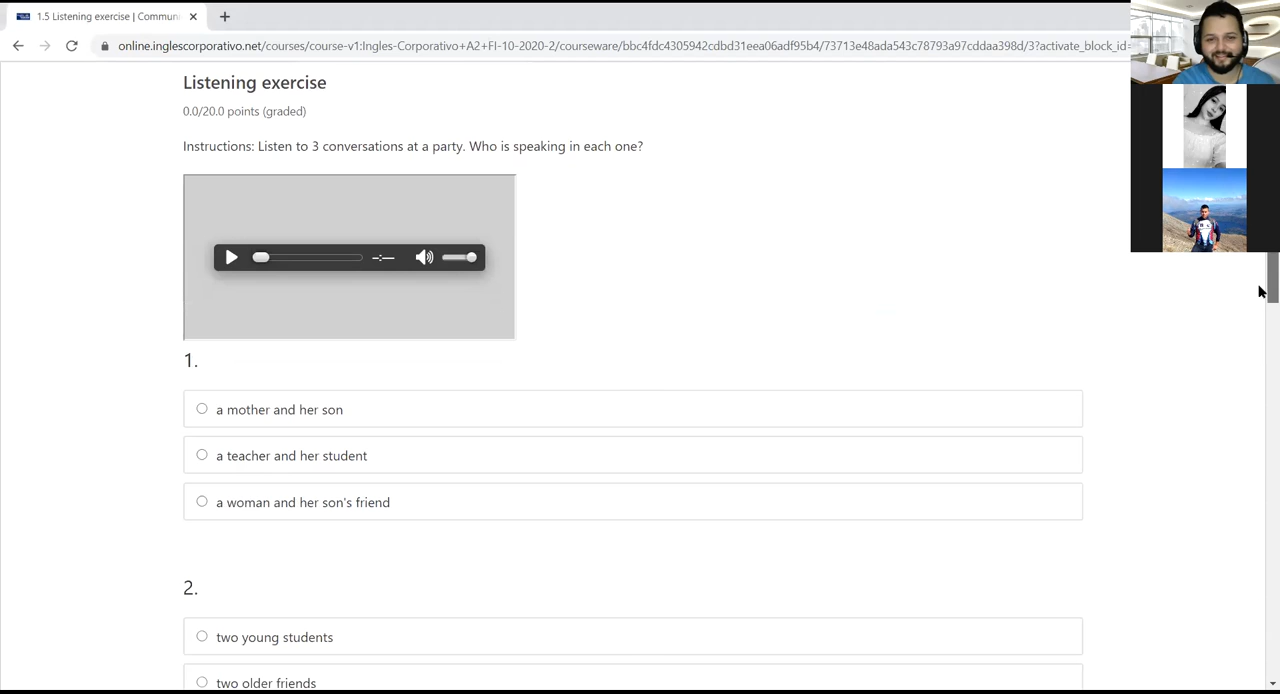 1.5 Listening exercise | Commun
online.inglescorporativo.net/courses/course-v1:Ingles-Corporativo+A2+FI-10-2020-2/courseware/bbc4fdc4305942cdbd31eea06adf95b4/73713e48ada543c78793a97cddaa398d/3?activate_block_id=
Listening exercise
0.0/20.0 points (graded)
Instructions: Listen to 3 conversations at a party. Who is speaking in each one?
-:--
1.
a mother and her son
a teacher and her student
a woman and her son's friend
2.
two young students
two older friends